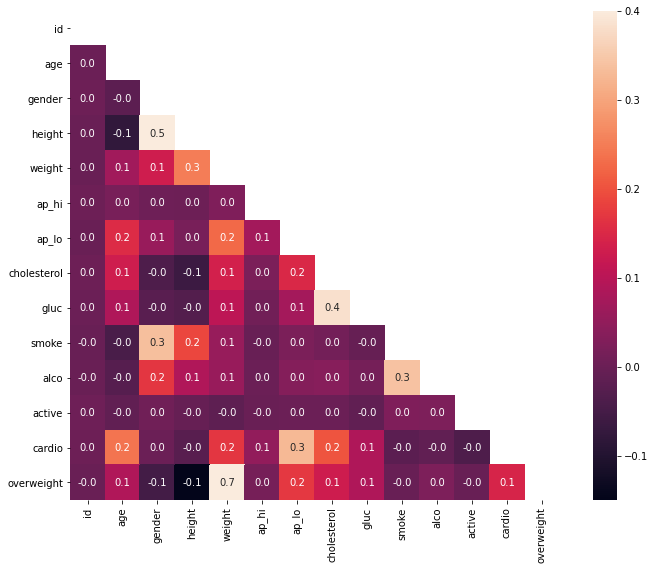 id
age 0.0
gender 0.0 -0.0
height 0.0 -0.1 0.5
weight 0.0 0.1 0.1 0.3
ap_hi 0.0 0.0 0.0 0.0 0.0
ap_lo 0.0 0.2 0.1 0.0 0.2 0.1
cholesterol 0.0 0.1 -0.0 -0.1 0.1 0.0 0.2
gluc 0.0 0.1 -0.0 -0.0 0.1 0.0 0.1 0.4
smoke -0.0 -0.0 0.3 0.2 0.1 -0.0 0.0 0.0 -0.0
alco -0.0 -0.0 0.2 0.1 0.1 0.0 0.0 0.0 0.0 0.3
active 0.0 -0.0 0.0 -0.0 -0.0 -0.0 0.0 0.0 -0.0 0.0 0.0
cardio 0.0 0.2 0.0 -0.0 0.2 0.1 0.3 0.2 0.1 -0.0 -0.0 -0.0
overweight -0.0 0.1 -0.1 -0.1 0.7 0.0 0.2 0.1 0.1 -0.0 0.0 -0.0 0.1
id age gender height weight ap_hi ap_lo cholesterol gluc smoke alco active cardio overweight
0.4
0.3
0.2
0.1
0.0
−0.1